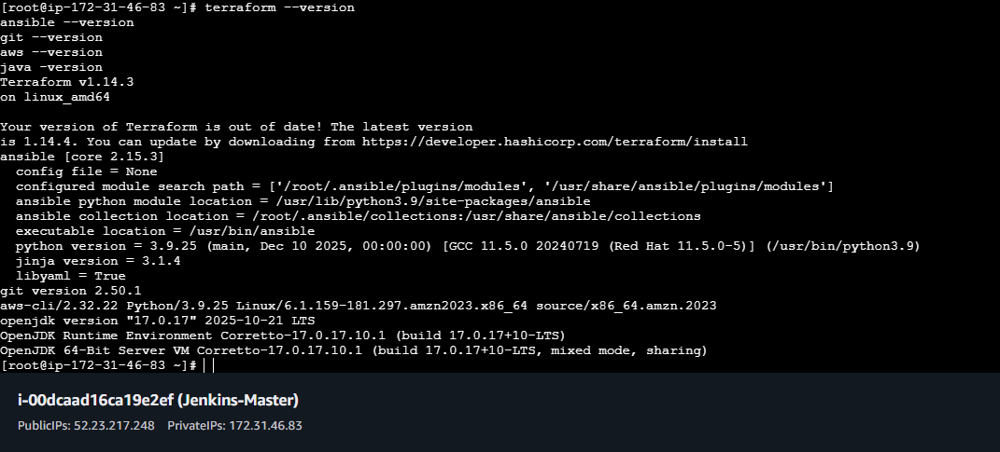 [root@ip-172-31-46-83 ~]# terraform --version
ansible --version
git --version
aws --version
java -version
Terraform v1.14.3
on linux_amd64
Your version of Terraform is out of date! The latest version
is 1.14.4. You can update by downloading from https://developer.hashicorp.com/terraform/install
ansible [core 2.15.3]
  config file = None
  configured module search path = ['/root/.ansible/plugins/modules', '/usr/share/ansible/plugins/modules']
  ansible python module location = /usr/lib/python3.9/site-packages/ansible
  ansible collection location = /root/.ansible/collections:/usr/share/ansible/collections
  executable location = /usr/bin/ansible
  python version = 3.9.25 (main, Dec 10 2025, 00:00:00) [GCC 11.5.0 20240719 (Red Hat 11.5.0-5)] (/usr/bin/python3.9)
  jinja version = 3.1.4
  libyaml = True
git version 2.50.1
aws-cli/2.32.22 Python/3.9.25 Linux/6.1.159-181.297.amzn2023.x86_64 source/x86_64.amzn.2023
openjdk version "17.0.17" 2025-10-21 LTS
OpenJDK Runtime Environment Corretto-17.0.17.10.1 (build 17.0.17+10-LTS)
OpenJDK 64-Bit Server VM Corretto-17.0.17.10.1 (build 17.0.17+10-LTS, mixed mode, sharing)
[root@ip-172-31-46-83 ~]#
i-00dcaad16ca19e2ef (Jenkins-Master)
PublicIPs: 52.23.217.248 PrivateIPs: 172.31.46.83